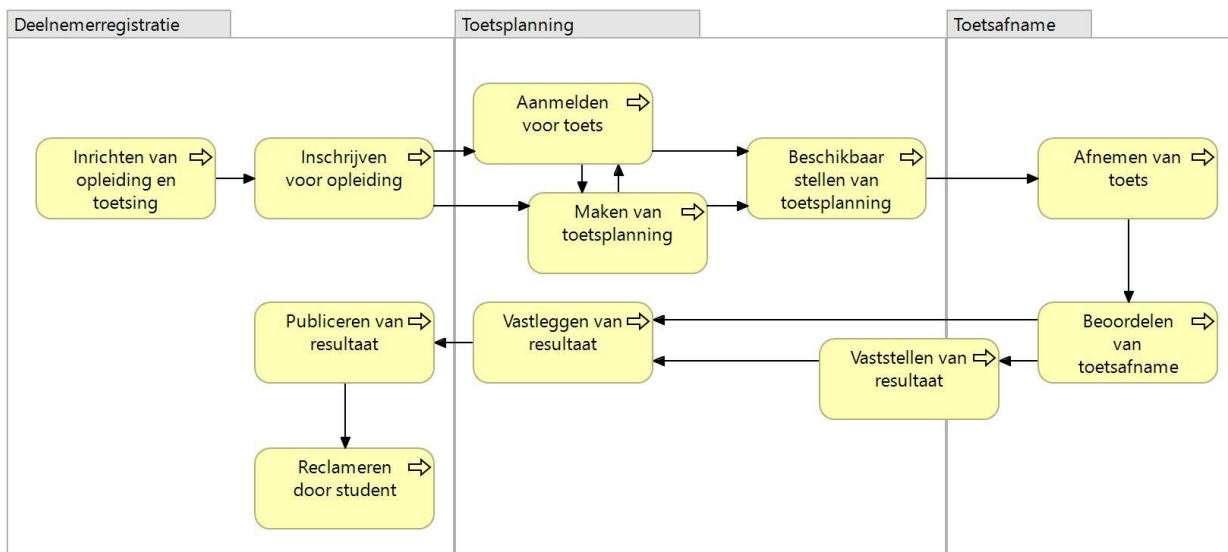 Deelnemerregistratie
Toetsplanning
Toetsafname
Inrichten van
opleiding en
toetsing
Inschrijven
voor opleiding
Aanmelden
voor toets
Maken van
toetsplanning
Beschikbaar
stellen van
toetsplanning
Afnemen van
toets
Publiceren van
resultaat
Vastleggen van
resultaat
Vaststellen van
resultaat
Beoordelen
van
toetsafname
Reclameren
door student